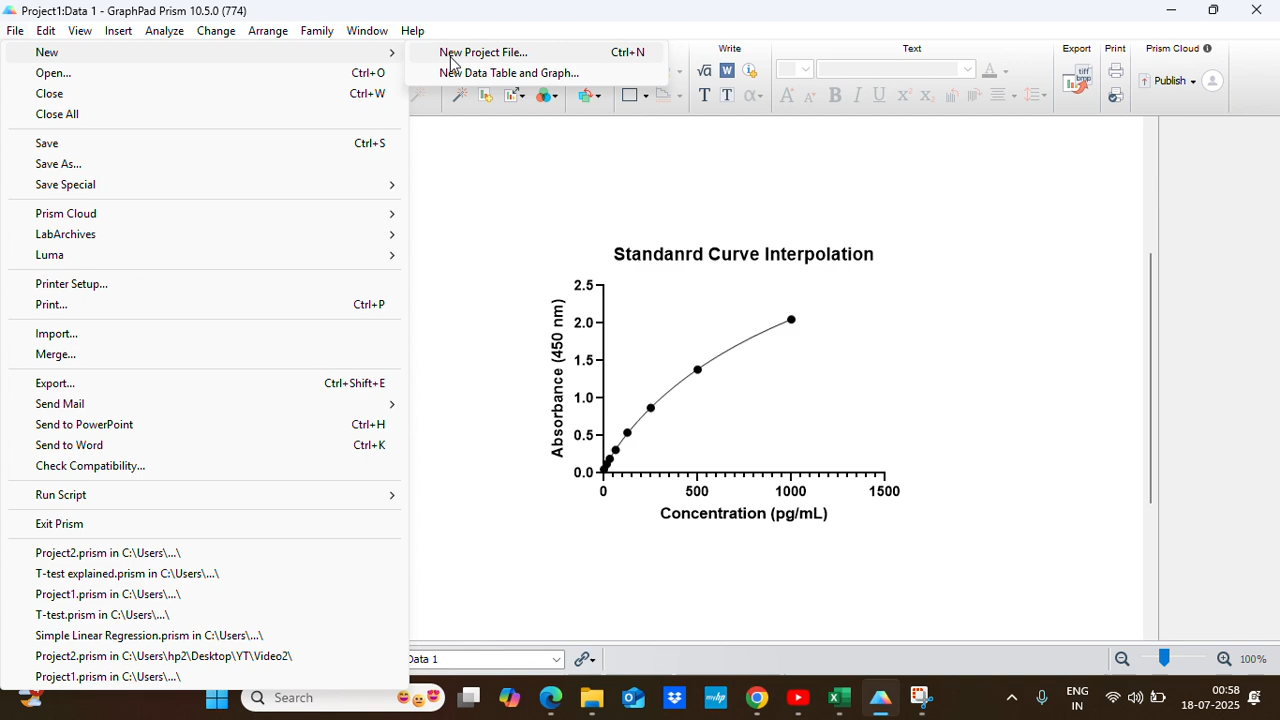 Project1:Data 1 - GraphPad Prism 10.5.0 (774)
File Edit View Insert Analyze Change Arrange Family Window Help
New
Open... Ctrl+O
Close Ctrl+W
Close All
Save Ctrl+S
Save As...
Save Special
Prism Cloud
LabArchives
Luma
Printer Setup...
Print... Ctrl+P
Import...
Merge...
Export... Ctrl+Shift+E
Send Mail
Send to PowerPoint Ctrl+H
Send to Word Ctrl+K
Check Compatibility...
Run Script
Exit Prism
Project2.prism in C:\Users\...\
T-test explained.prism in C:\Users\...\
Project1.prism in C:\Users\...\
T-test.prism in C:\Users\...\
Simple Linear Regression.prism in C:\Users\...\
Project2.prism in C:\Users\hp2\Desktop\YT\Video2\
Project1.prism in C:\Users\...\
New Project File... Ctrl+N
New Data Table and Graph...
Write Text Export Print Prism Cloud
√α W T T α A A B I U X² X₂ tiff Publish
Standanrd Curve Interpolation
Absorbance (450 nm)
2.5
2.0
1.5
1.0
0.5
0.0
0 500 1000 1500
Concentration (pg/mL)
Data 1 100%
Search myhp ENG IN 00:58 18-07-2025